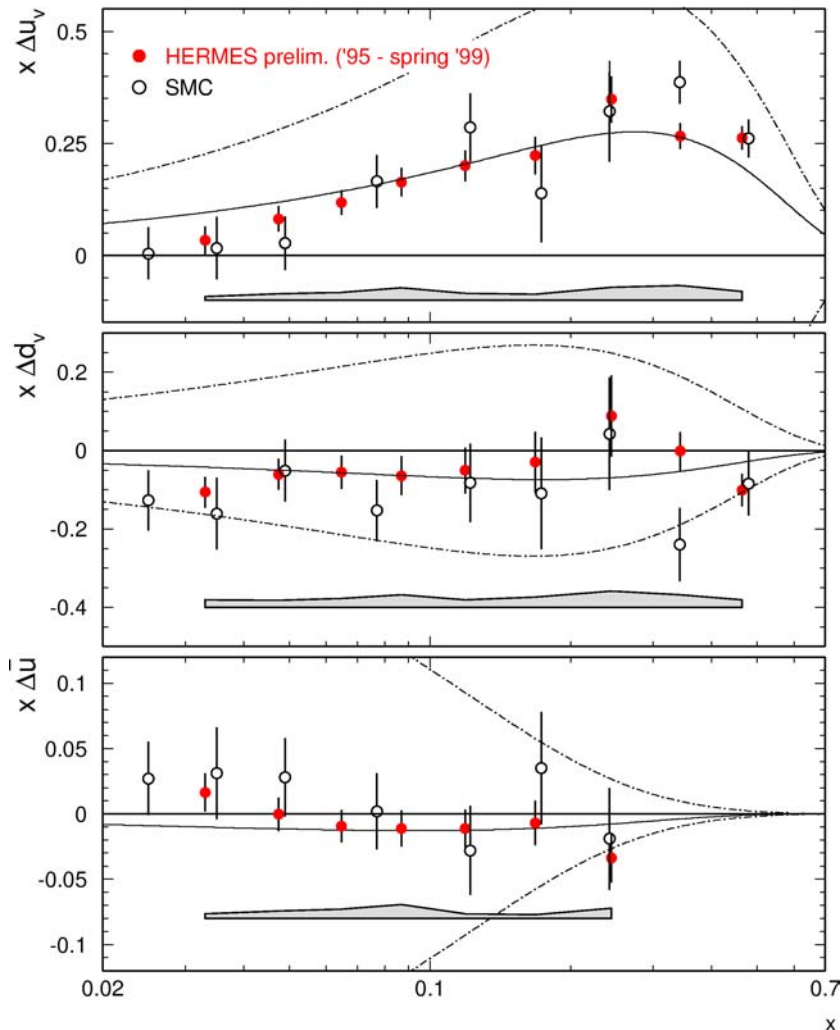 x Δu_v
0.5
0.25
0
HERMES prelim. ('95 - spring '99)
SMC
x Δd_v
0.2
0
-0.2
-0.4
x Δū
0.1
0.05
0
-0.05
-0.1
0.02
0.1
0.7
x